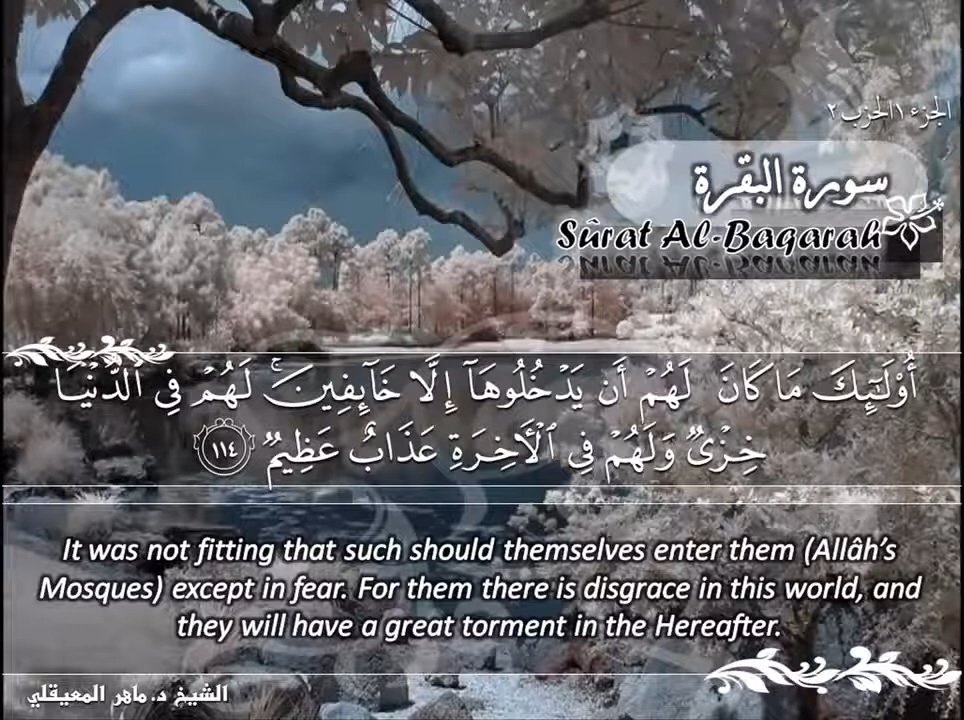 الجزء ١ الحزب ٢
سورة البقرة
Sûrat Al-Baqarah
أُوْلَٰٓئِكَ مَا كَانَ لَهُمۡ أَن يَدۡخُلُوهَآ إِلَّا خَآئِفِينَۚ لَهُمۡ فِي ٱلدُّنۡيَا
خِزۡيٞ وَلَهُمۡ فِي ٱلۡأٓخِرَةِ عَذَابٌ عَظِيمٞ ١١٤
It was not fitting that such should themselves enter them (Allâh’s
Mosques) except in fear. For them there is disgrace in this world, and
they will have a great torment in the Hereafter.
الشيخ د. ماهر المعيقلي